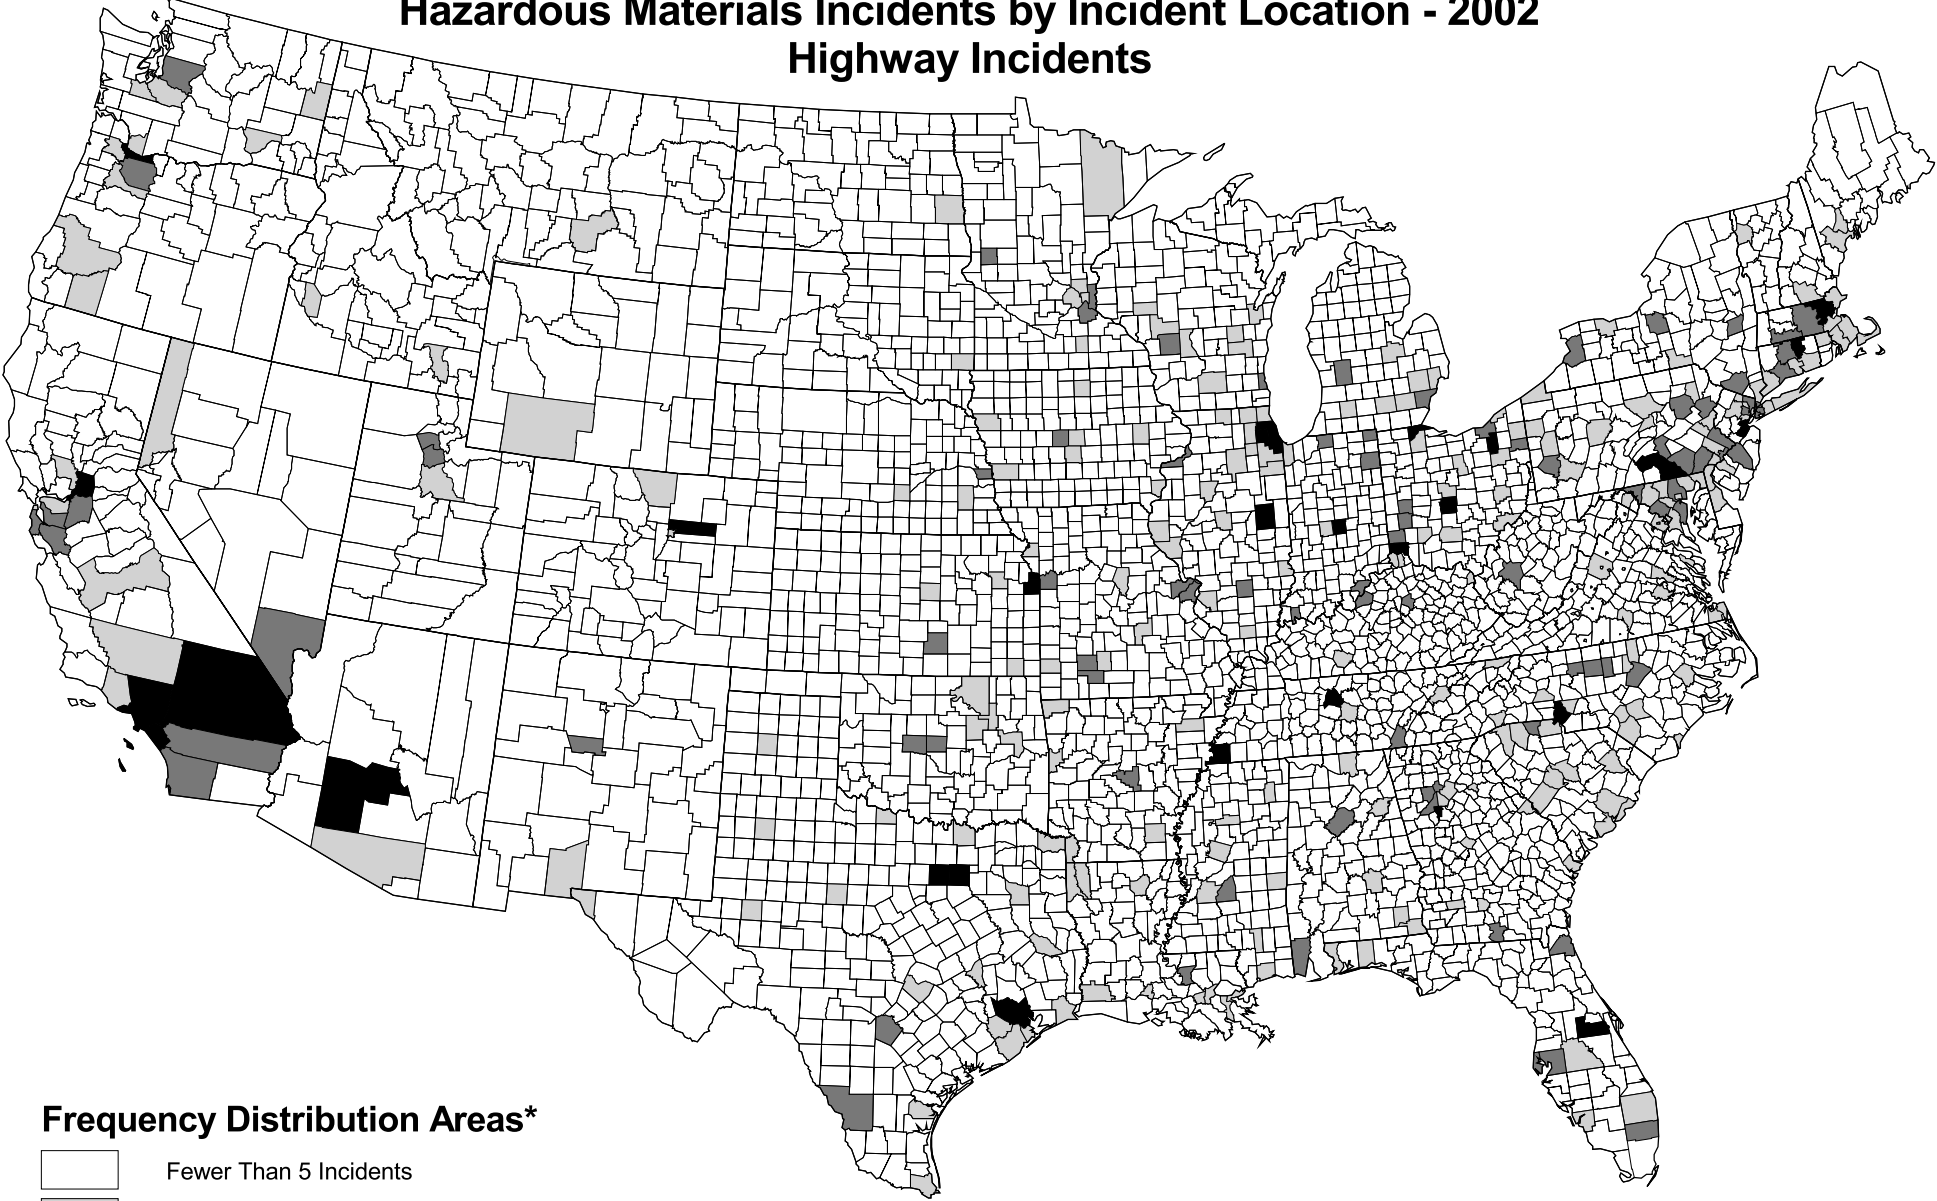 Hazardous Materials Incidents by Incident Location - 2002
Highway Incidents
Frequency Distribution Areas*
Fewer Than 5 Incidents